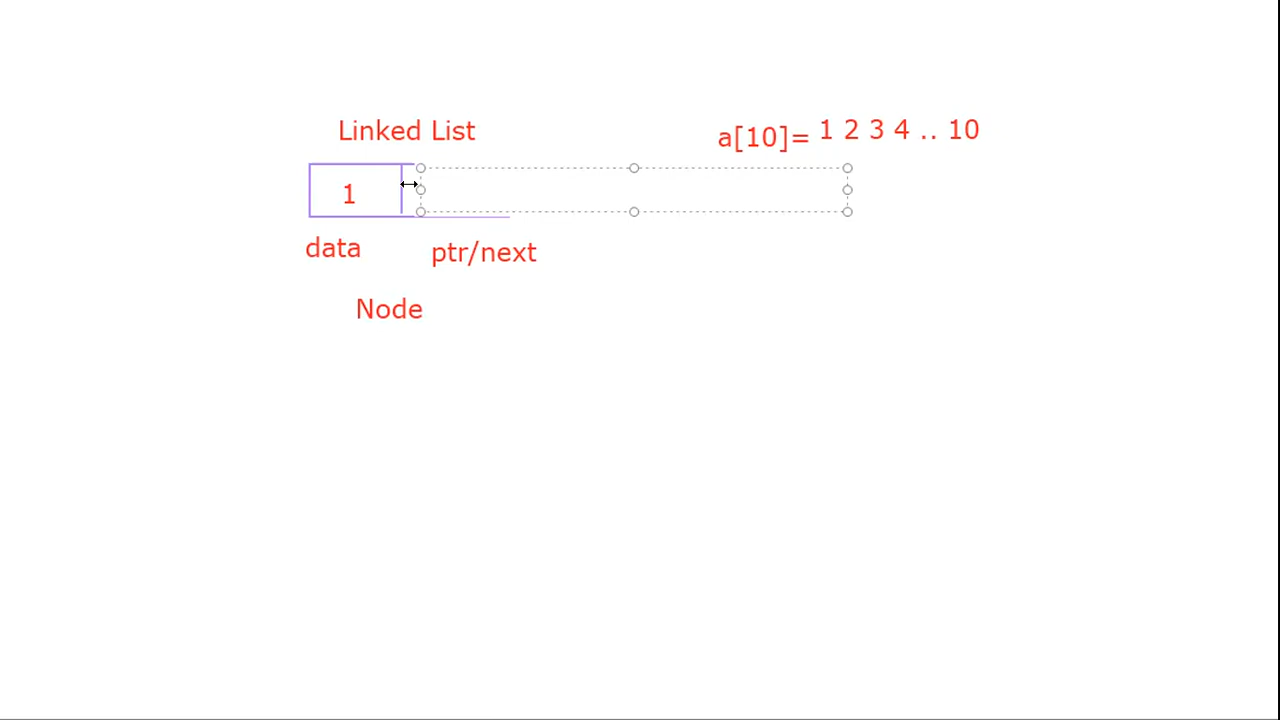 Linked List
a[10]= 1 2 3 4 .. 10
1
data
ptr/next
Node